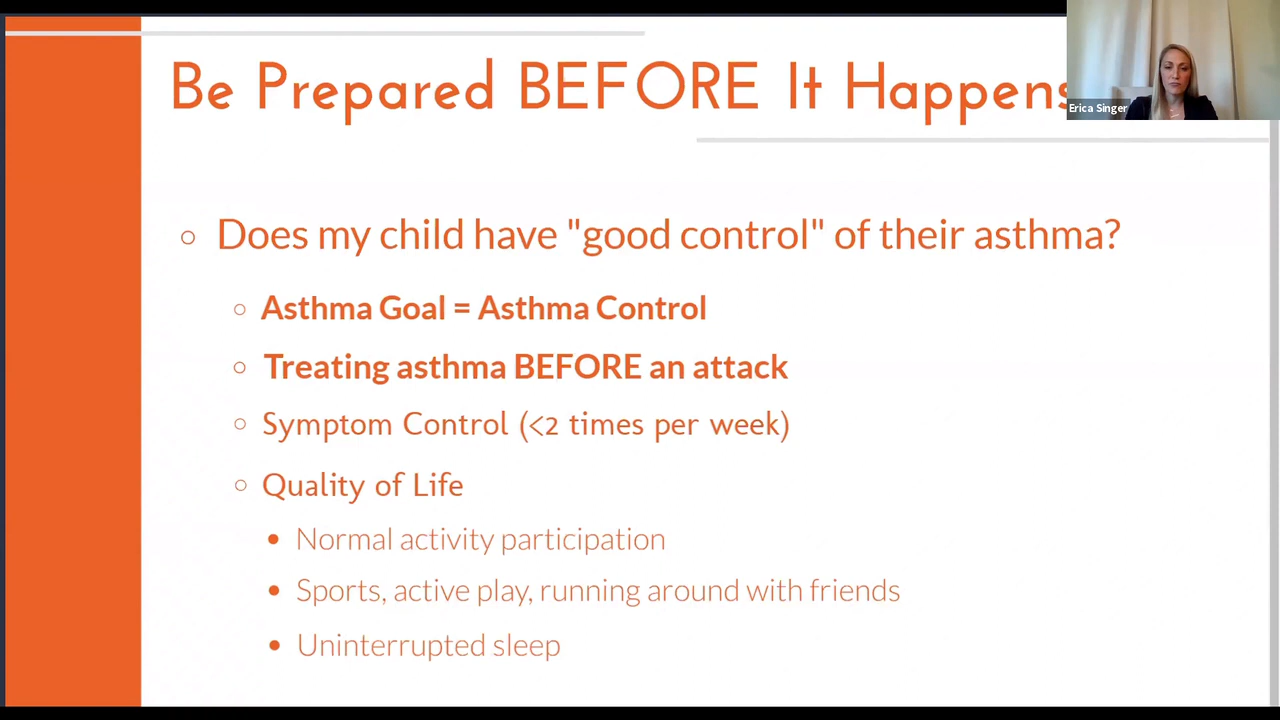 Be Prepared BEFORE It Happens
Erica Singer
Does my child have "good control" of their asthma?
Asthma Goal = Asthma Control
Treating asthma BEFORE an attack
Symptom Control (<2 times per week)
Quality of Life
Normal activity participation
Sports, active play, running around with friends
Uninterrupted sleep